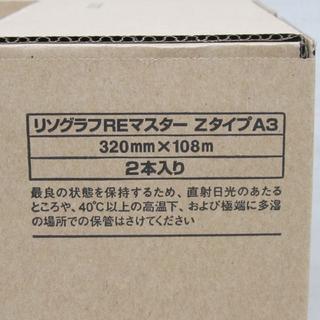 リソグラフREマスター ZタイプA3
320mm×108m
2本入り
最良の状態を保持するため、直射日光のあたる
ところや、40℃以上の高温下、および極端に多湿
の場所での保管はさけてください